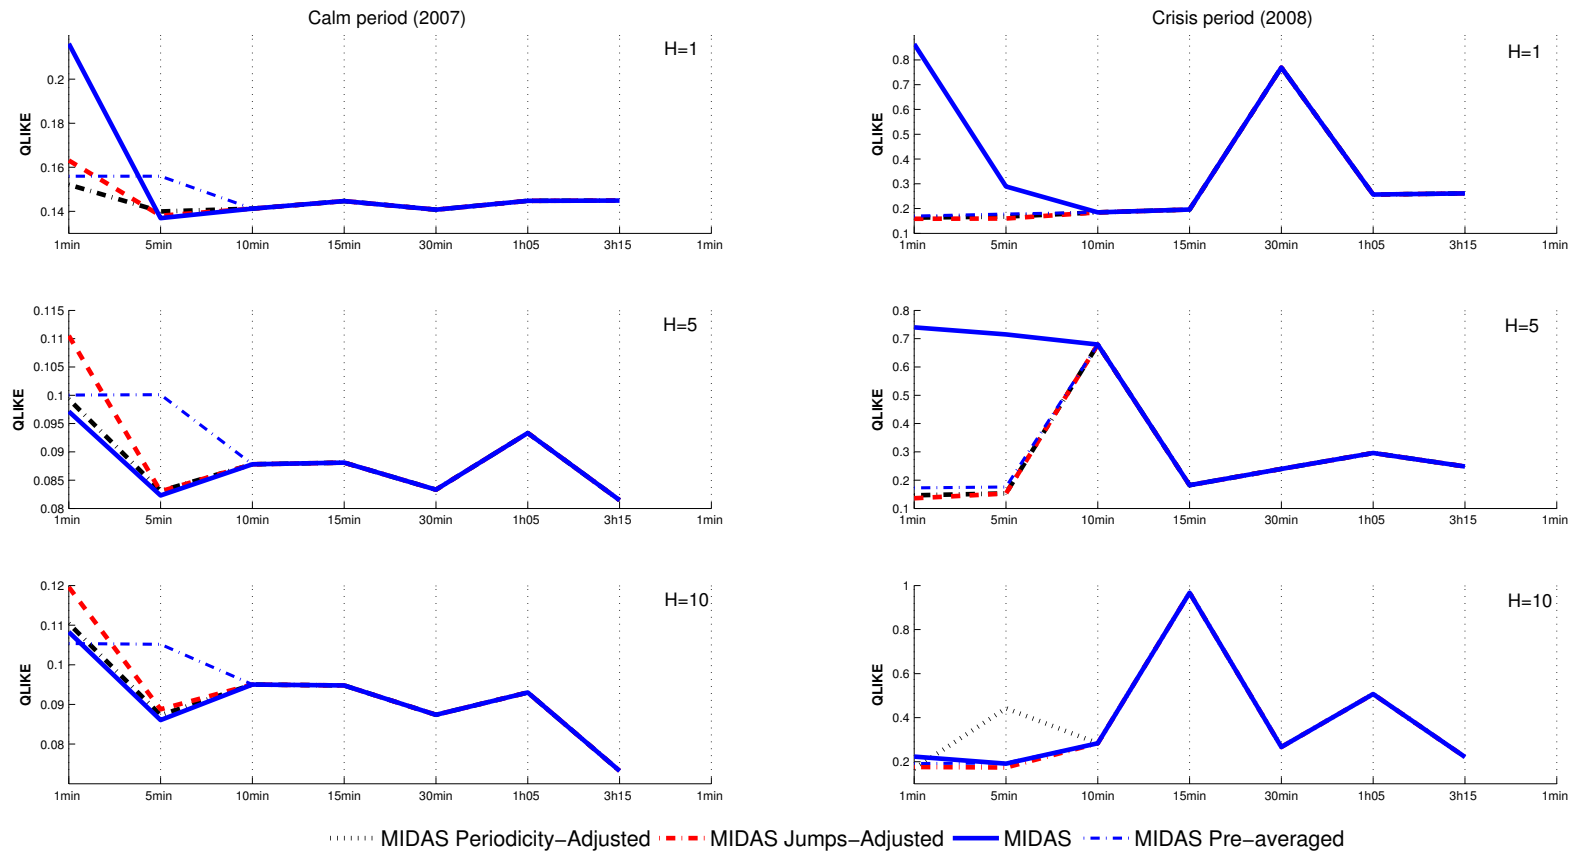 Calm period (2007)
H=1
QLIKE
0.2
0.18
0.16
0.14
1min 5min 10min 15min 30min 1h05 3h15 1min
Crisis period (2008)
H=1
QLIKE
0.8
0.7
0.6
0.5
0.4
0.3
0.2
0.1
1min 5min 10min 15min 30min 1h05 3h15 1min
H=5
QLIKE
0.115
0.11
0.105
0.1
0.095
0.09
0.085
0.08
1min 5min 10min 15min 30min 1h05 3h15 1min
H=5
QLIKE
0.8
0.7
0.6
0.5
0.4
0.3
0.2
0.1
1min 5min 10min 15min 30min 1h05 3h15 1min
H=10
QLIKE
0.12
0.11
0.1
0.09
0.08
1min 5min 10min 15min 30min 1h05 3h15 1min
H=10
QLIKE
1
0.8
0.6
0.4
0.2
1min 5min 10min 15min 30min 1h05 3h15 1min
MIDAS Periodicity−Adjusted MIDAS Jumps−Adjusted MIDAS MIDAS Pre−averaged